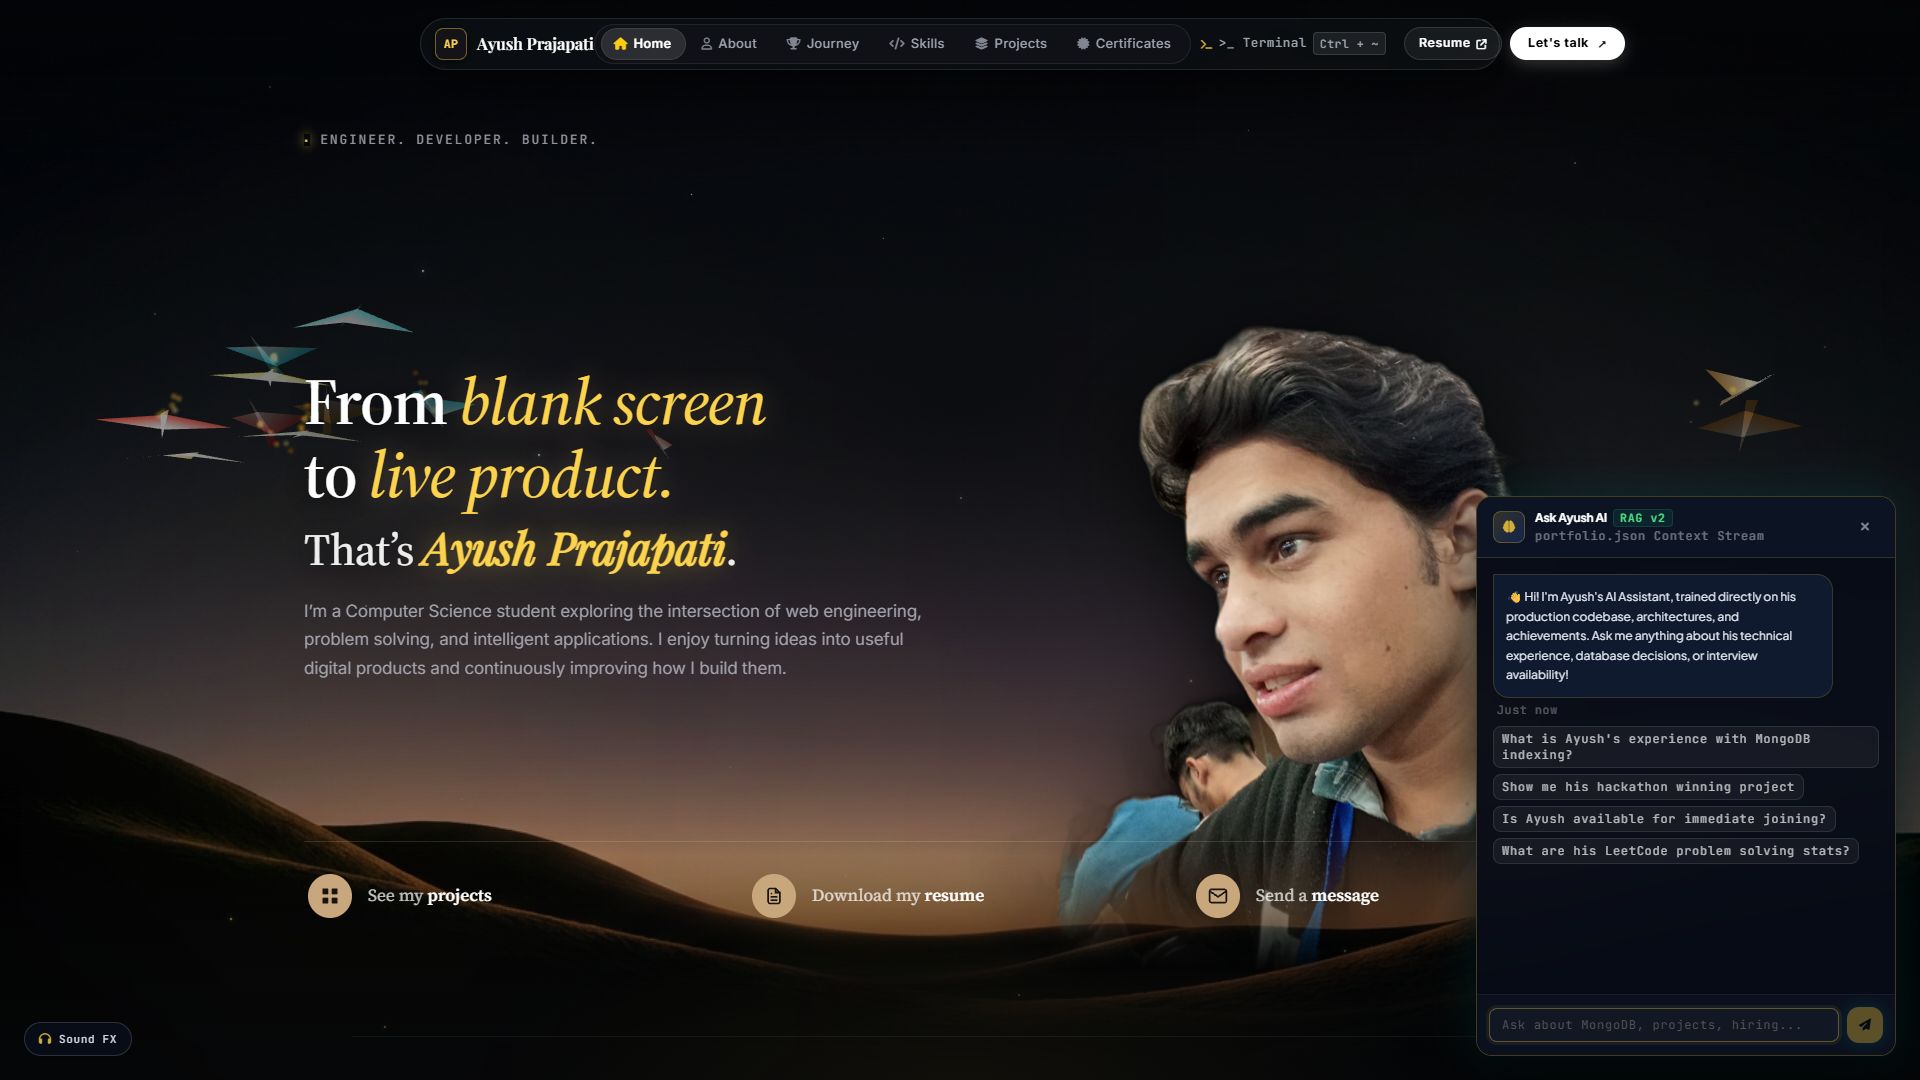 AP Ayush Prajapati Home About Journey Skills Projects Certificates >_ Terminal Ctrl + ~ Resume Let's talk ↗
ENGINEER. DEVELOPER. BUILDER.
From blank screen
to live product.
That's Ayush Prajapati.
I'm a Computer Science student exploring the intersection of web engineering,
problem solving, and intelligent applications. I enjoy turning ideas into useful
digital products and continuously improving how I build them.
See my projects
Download my resume
Send a message
Sound FX
Ask Ayush AI RAG v2
portfolio.json Context Stream
👋 Hi! I'm Ayush's AI Assistant, trained directly on his
production codebase, architectures, and
achievements. Ask me anything about his technical
experience, database decisions, or interview
availability!
Just now
What is Ayush's experience with MongoDB
indexing?
Show me his hackathon winning project
Is Ayush available for immediate joining?
What are his LeetCode problem solving stats?
Ask about MongoDB, projects, hiring...